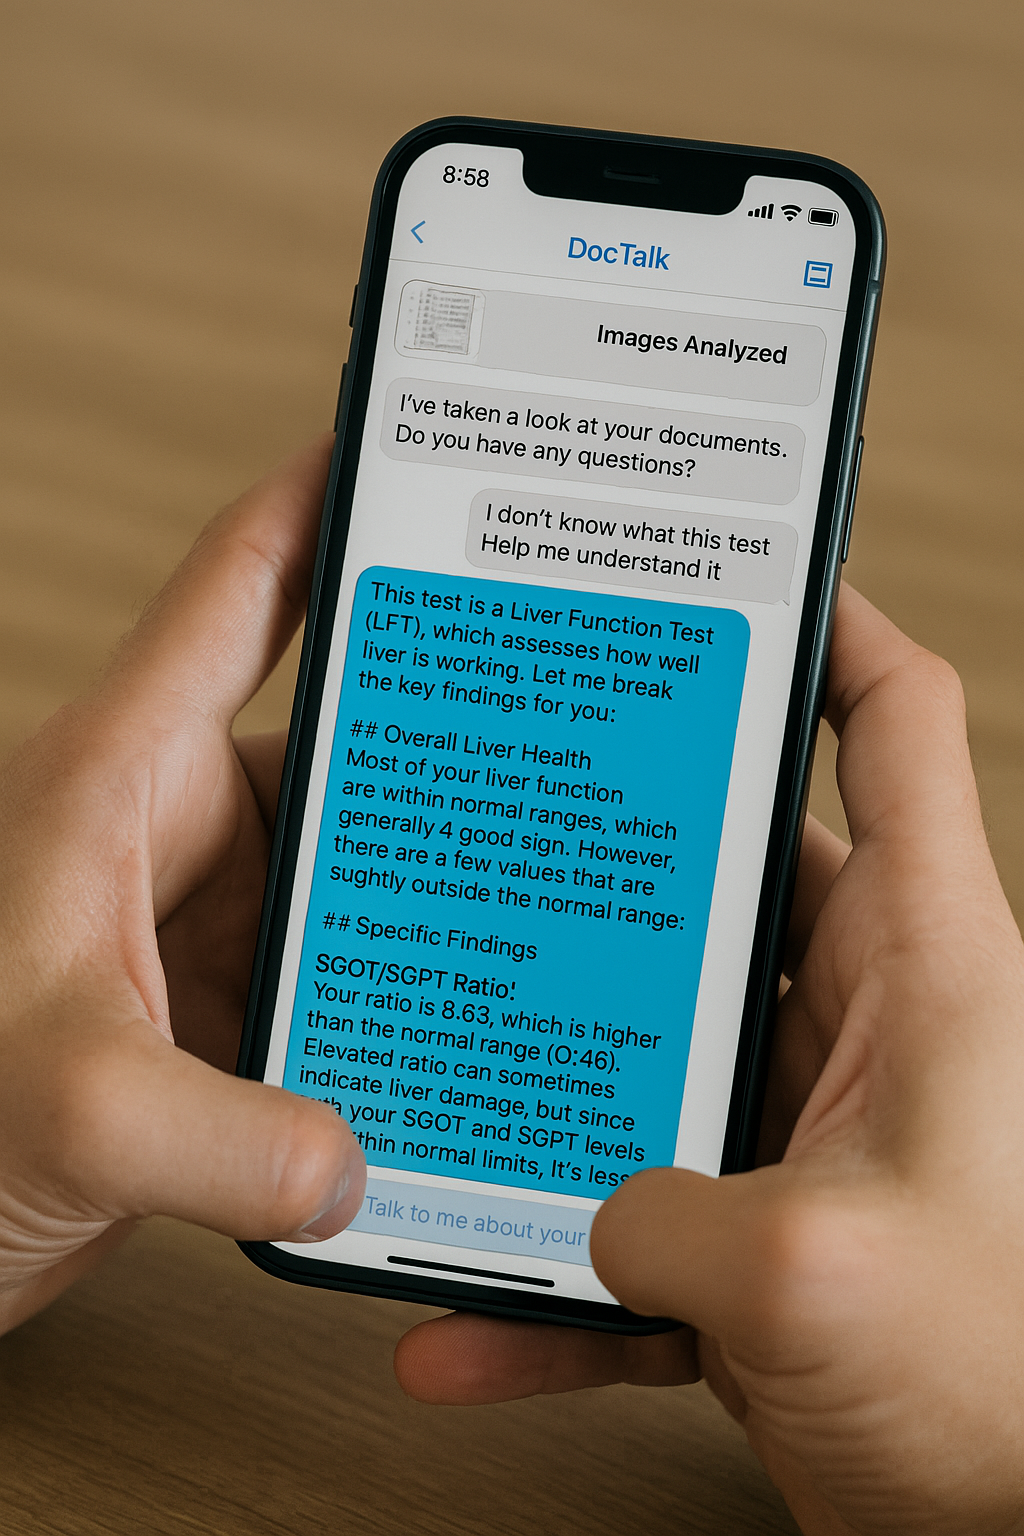 8:58
DocTalk
Images Analyzed
I've taken a look at your documents.
Do you have any questions?
I don't know what this test
Help me understand it
This test is a Liver Function Test
(LFT), which assesses how well
liver is working. Let me break
the key findings for you:
## Overall Liver Health
Most of your liver function
are within normal ranges, which
generally 4 good sign. However,
there are a few values that are
sughtly outside the normal range:
## Specific Findings
SGOT/SGPT Ratio!
Your ratio is 8.63, which is higher
than the normal range (O:46).
Elevated ratio can sometimes
indicate liver damage, but since
your SGOT and SGPT levels
normal limits, It's less
Talk to me about your